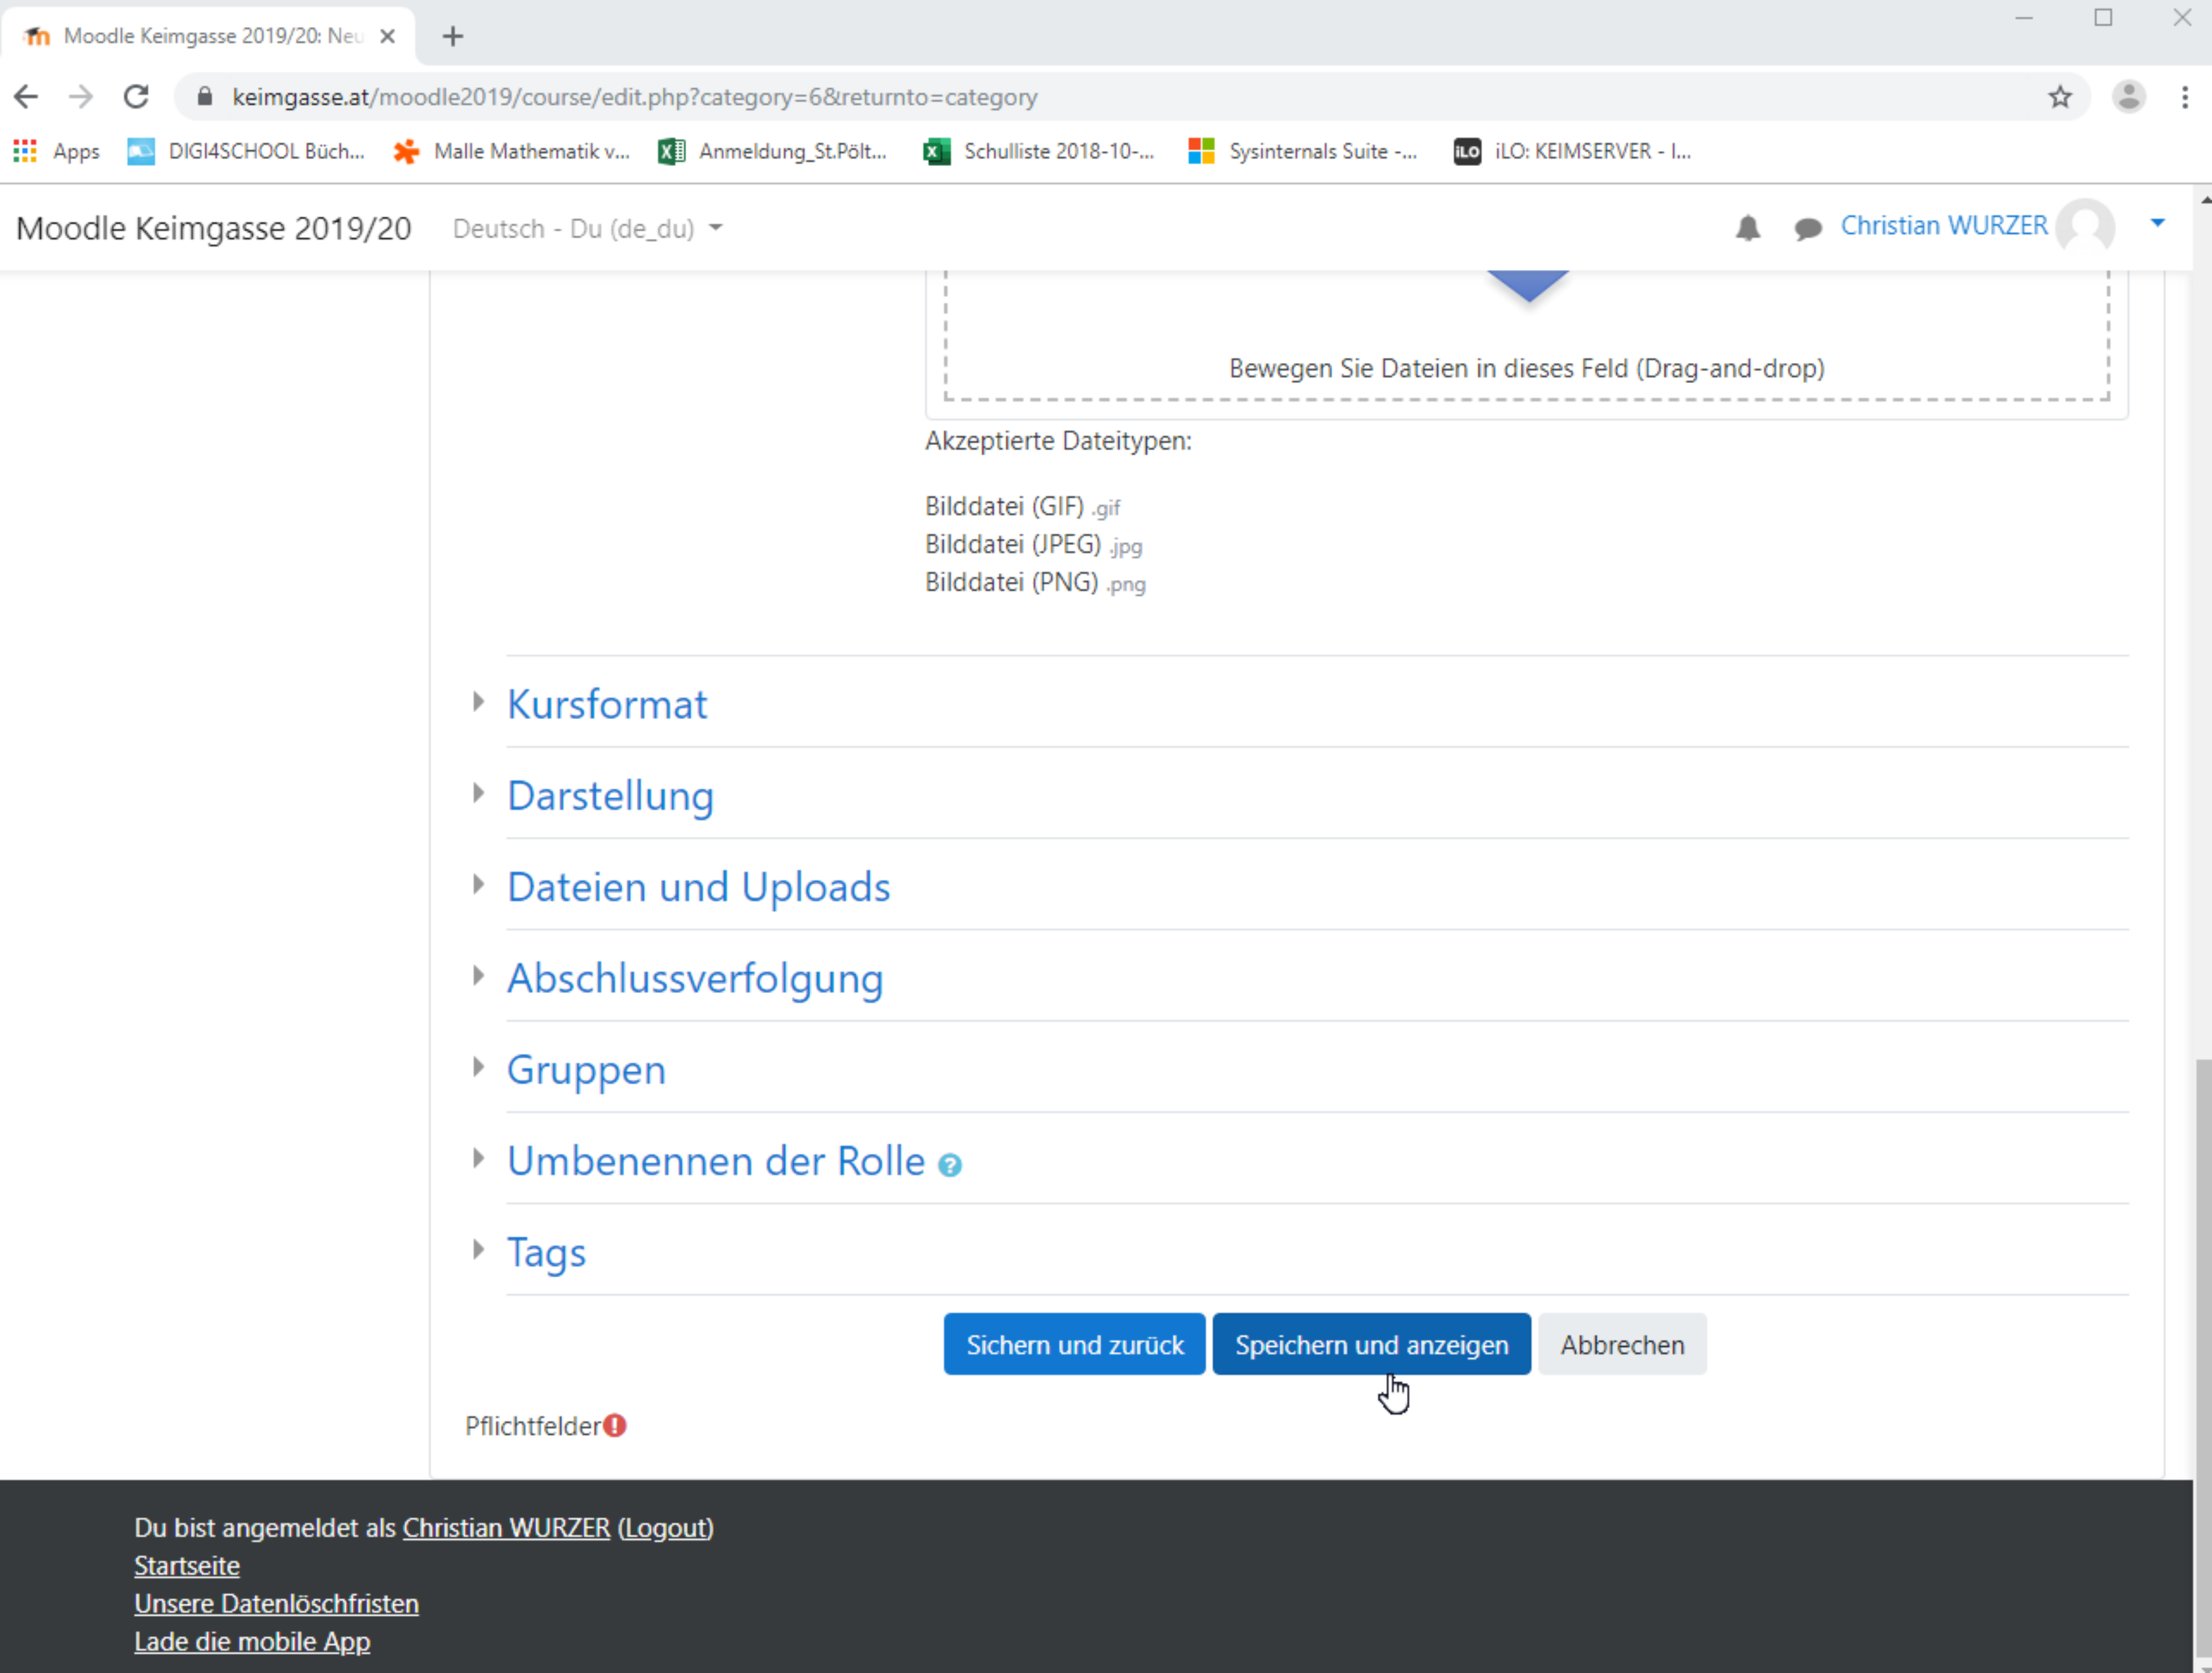 Moodle Keimgasse 2019/20: Neu
keimgasse.at/moodle2019/course/edit.php?category=6&returnto=category
Apps DIGI4SCHOOL Büch... Malle Mathematik v... Anmeldung_St.Pölt... Schulliste 2018-10-... Sysinternals Suite -... iLO iLO: KEIMSERVER - I...
Moodle Keimgasse 2019/20 Deutsch - Du (de_du) Christian WURZER
Bewegen Sie Dateien in dieses Feld (Drag-and-drop)
Akzeptierte Dateitypen:
Bilddatei (GIF) .gif
Bilddatei (JPEG) .jpg
Bilddatei (PNG) .png
Kursformat
Darstellung
Dateien und Uploads
Abschlussverfolgung
Gruppen
Umbenennen der Rolle ?
Tags
Sichern und zurück Speichern und anzeigen Abbrechen
Pflichtfelder!
Du bist angemeldet als Christian WURZER (Logout)
Startseite
Unsere Datenlöschfristen
Lade die mobile App